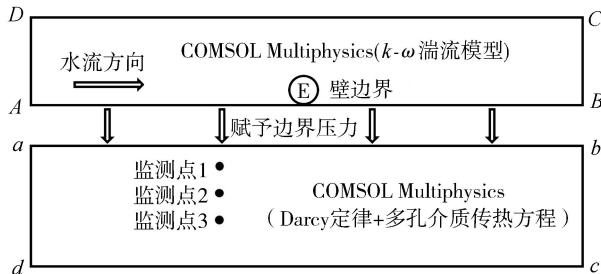 D
C
COMSOL Multiphysics(k-ω湍流模型)
水流方向
E 壁边界
A
B
赋予边界压力
a
b
监测点1
监测点2
监测点3
COMSOL Multiphysics
（Darcy定律+多孔介质传热方程）
d
c